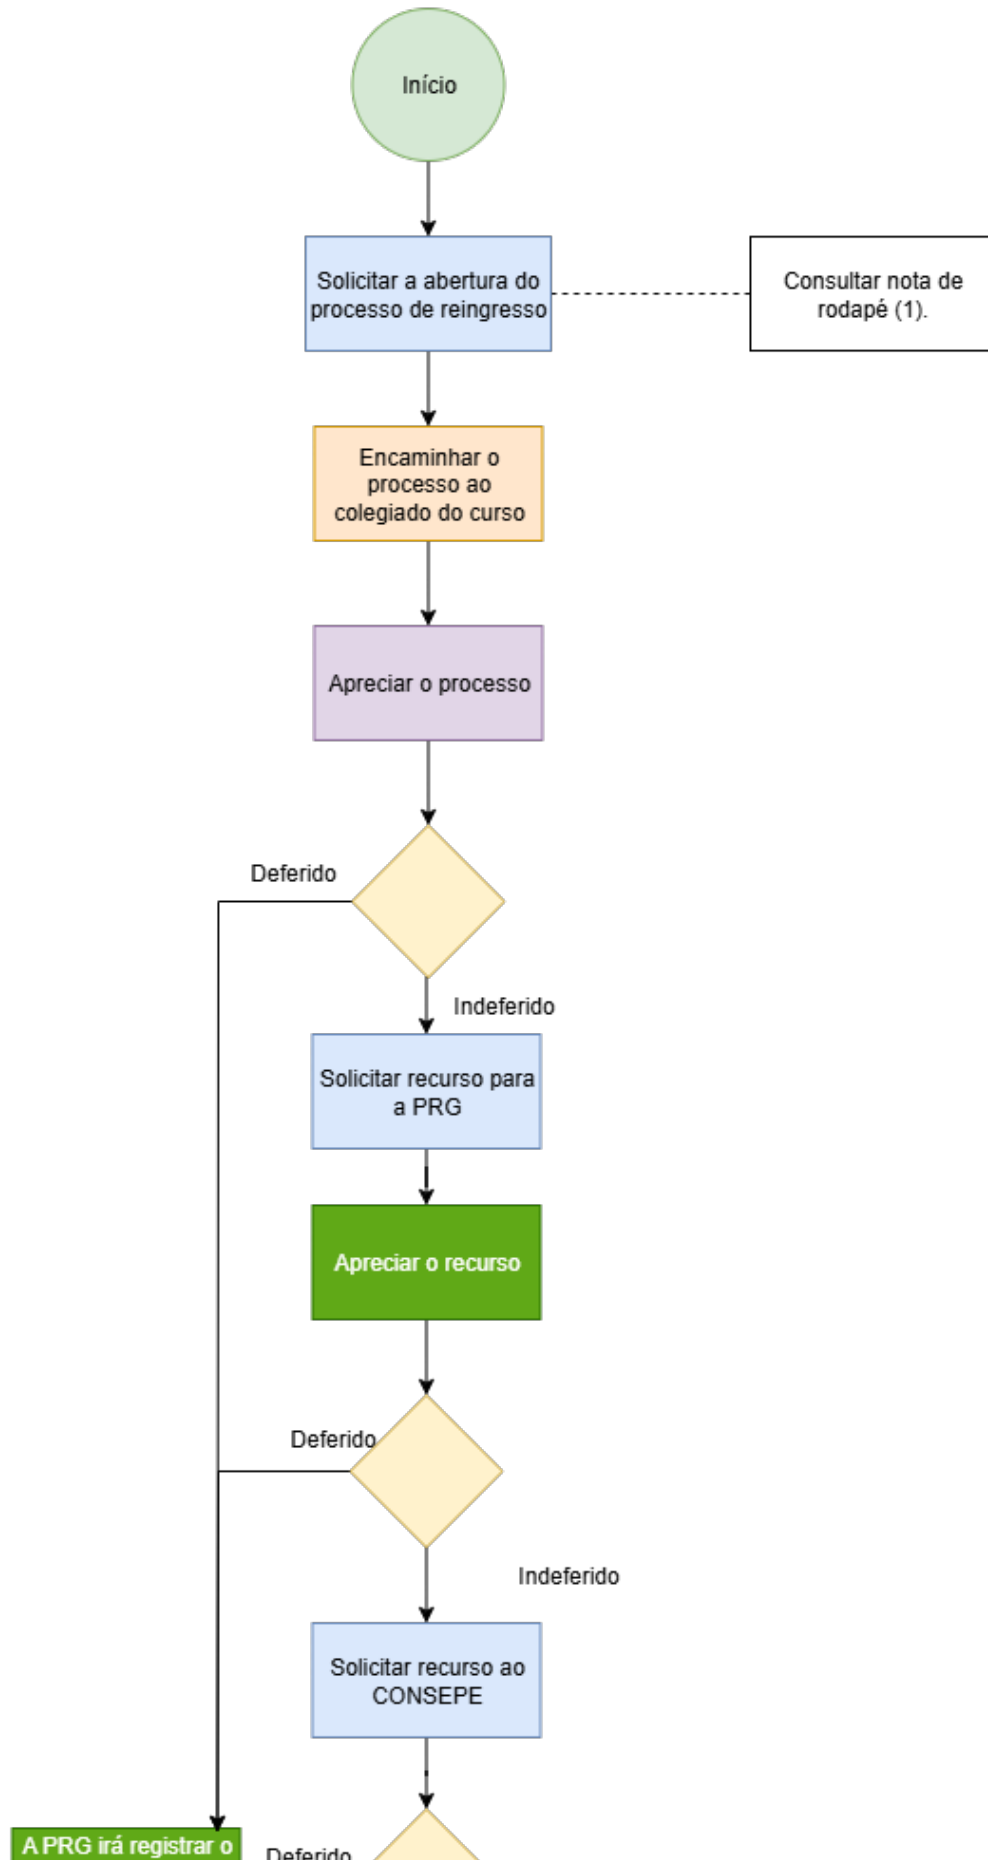 Início
Solicitar a abertura do
processo de reingresso
Consultar nota de
rodapé (1).
Encaminhar o
processo ao
colegiado do curso
Apreciar o processo
Deferido
Indeferido
Solicitar recurso para
a PRG
Apreciar o recurso
Deferido
Indeferido
Solicitar recurso ao
CONSEPE
A PRG irá registrar o
Deferido